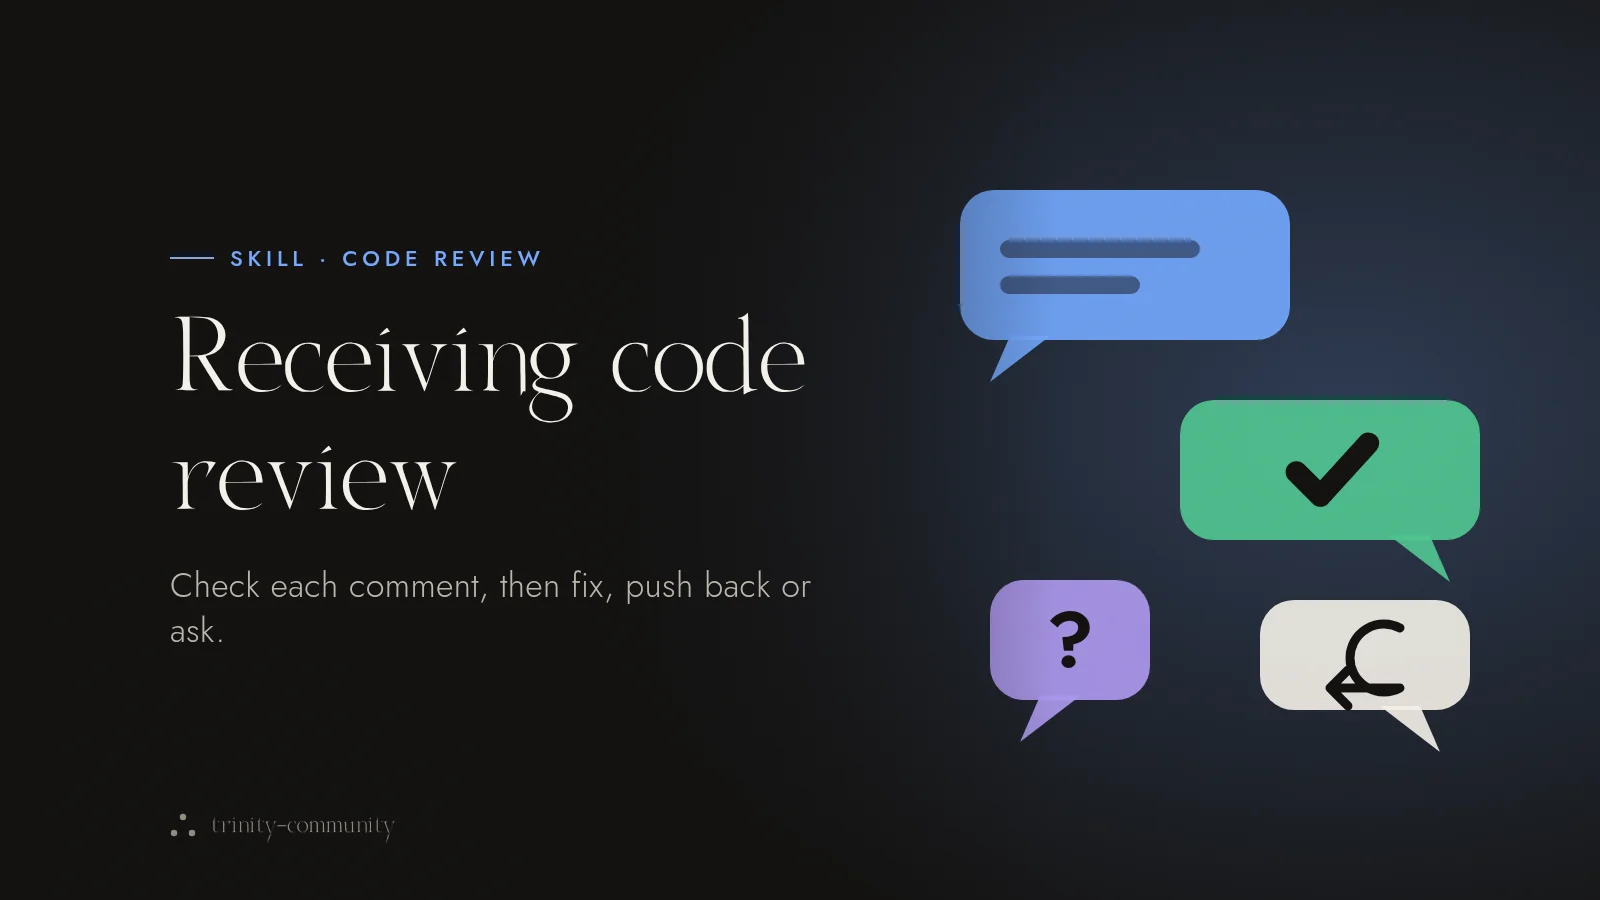 SKILL · CODE REVIEW
Receiving code
review
Check each comment, then fix, push back or
ask.
?
trinity-community